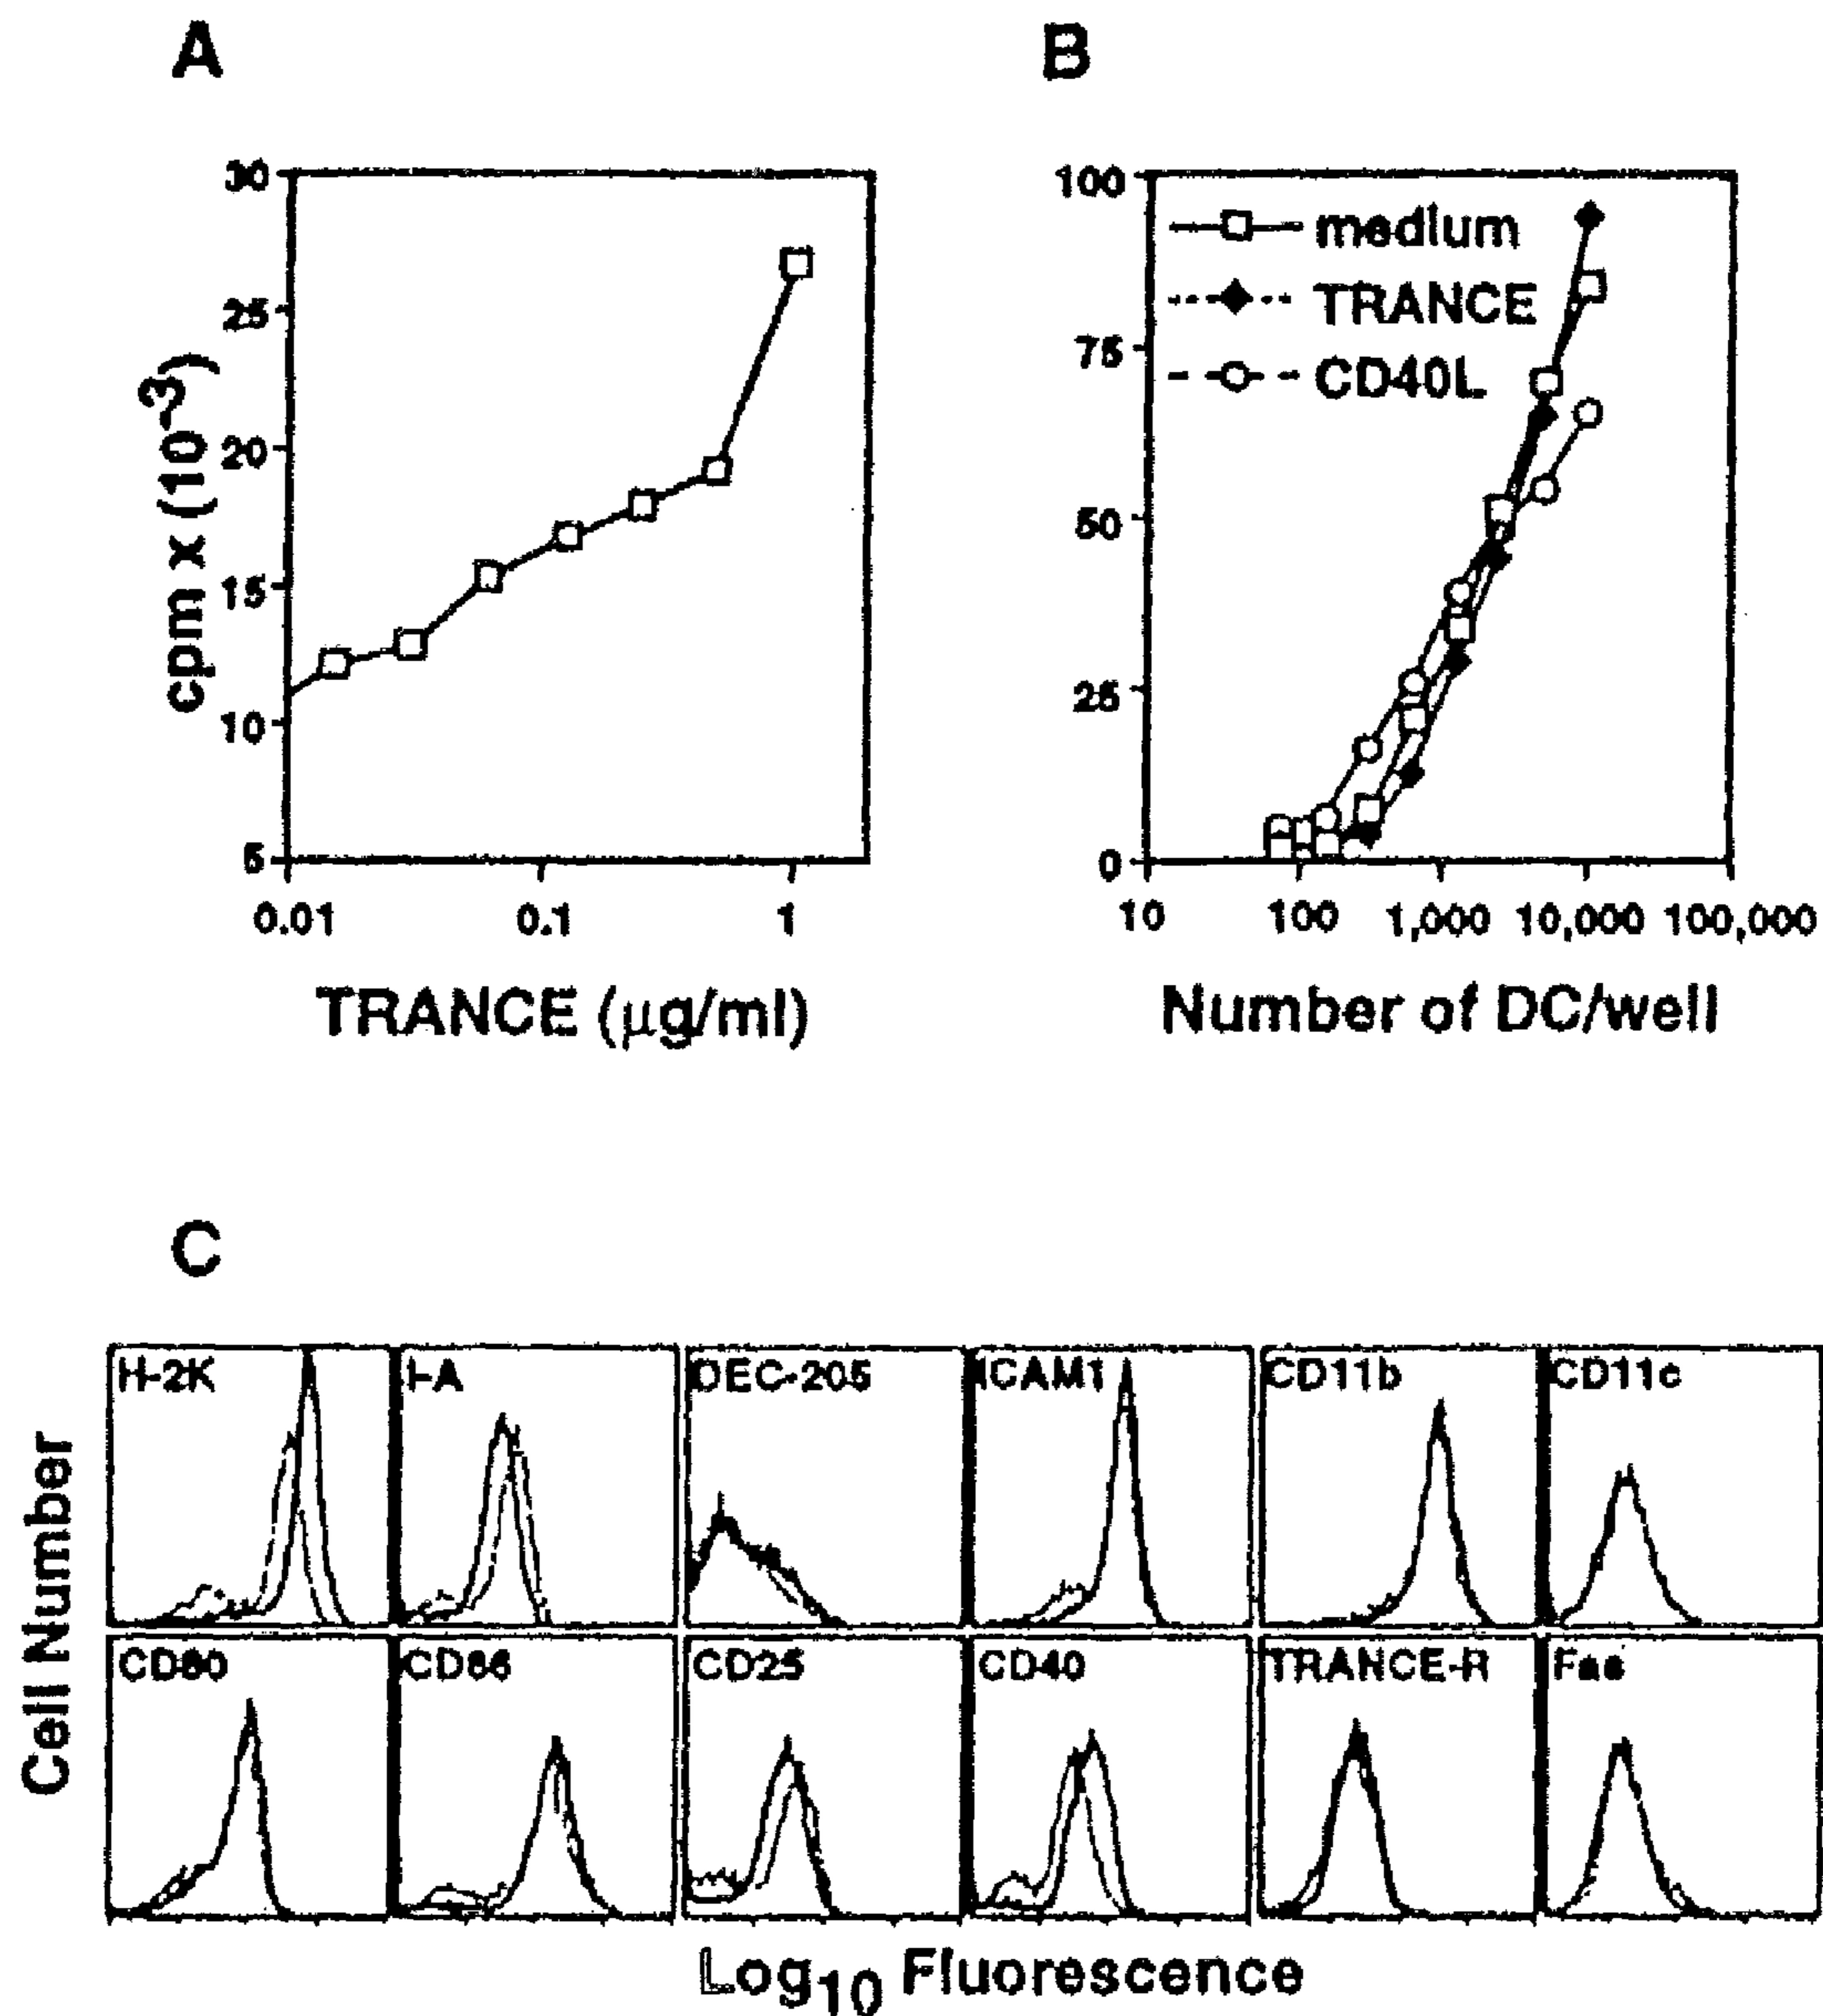 A
B
30
25
20
15
10
5
cpm x (10-3)
0.01 0.1 1
TRANCE (µg/ml)
100
75
50
25
0
medium
TRANCE
CD40L
10 100 1,000 10,000 100,000
Number of DC/well
C
Cell Number
H-2K I-A DEC-205 ICAM1 CD11b CD11c
CD80 CD86 CD25 CD40 TRANCE-R Fas
Log10 Fluorescence